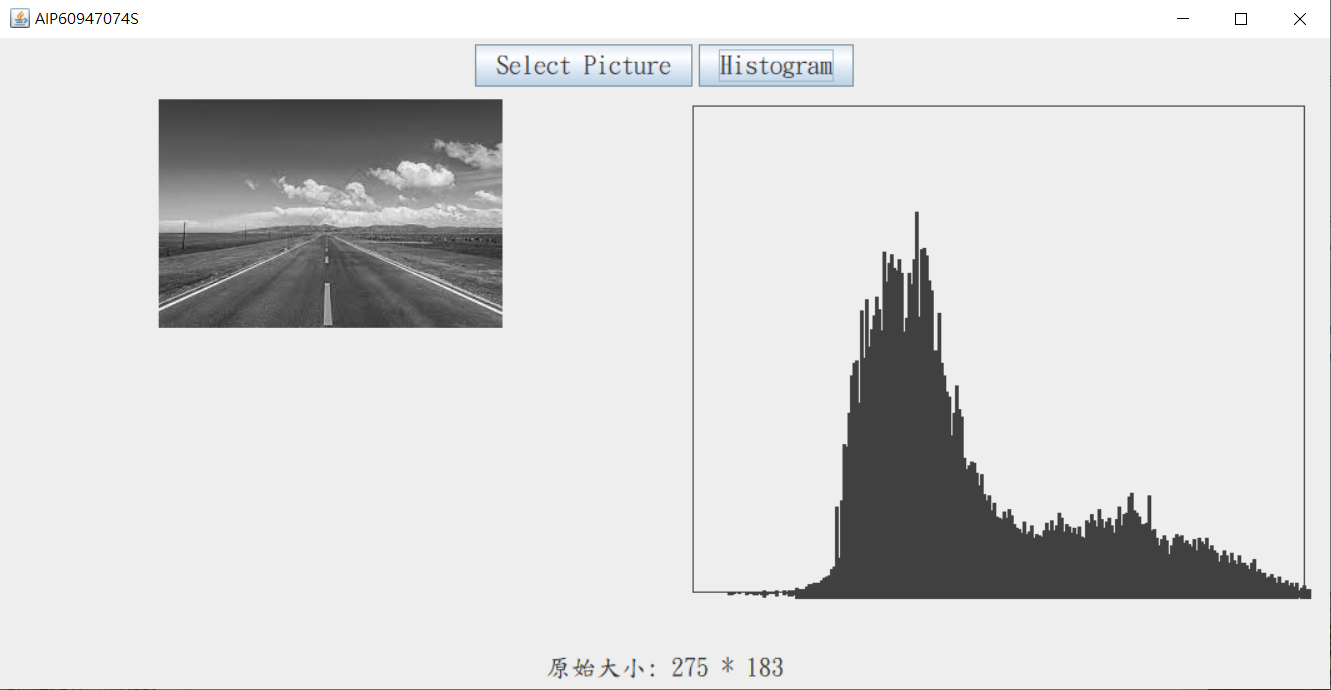 AIP60947074S
Select Picture
Histogram
原始大小: 275 * 183